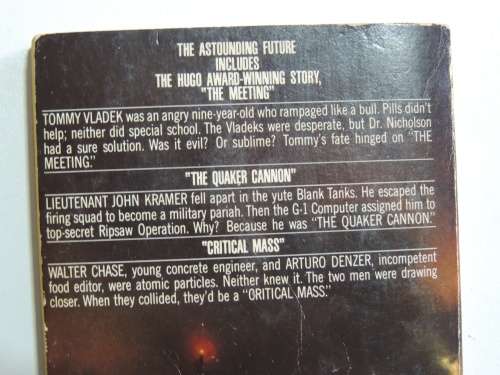 THE ASTOUNDING FUTURE
INCLUDES
THE HUGO AWARD-WINNING STORY,
"THE MEETING"
TOMMY VLADEK was an angry nine-year-old who rampaged like a bull. Pills didn't
help; neither did special school. The Vladeks were desperate, but Dr. Nicholson
had a sure solution. Was it evil? Or sublime? Tommy's fate hinged on "THE
MEETING."
"THE QUAKER CANNON"
LIEUTENANT JOHN KRAMER fell apart in the yute Blank Tanks. He escaped the
firing squad to become a military pariah. Then the G-1 Computer assigned him to
top-secret Ripsaw Operation. Why? Because he was "THE QUAKER CANNON."
"CRITICAL MASS"
WALTER CHASE, young concrete engineer, and ARTURO DENZER, incompetent
food editor, were atomic particles. Neither knew it. The two men were drawing
closer. When they collided, they'd be a "CRITICAL MASS."